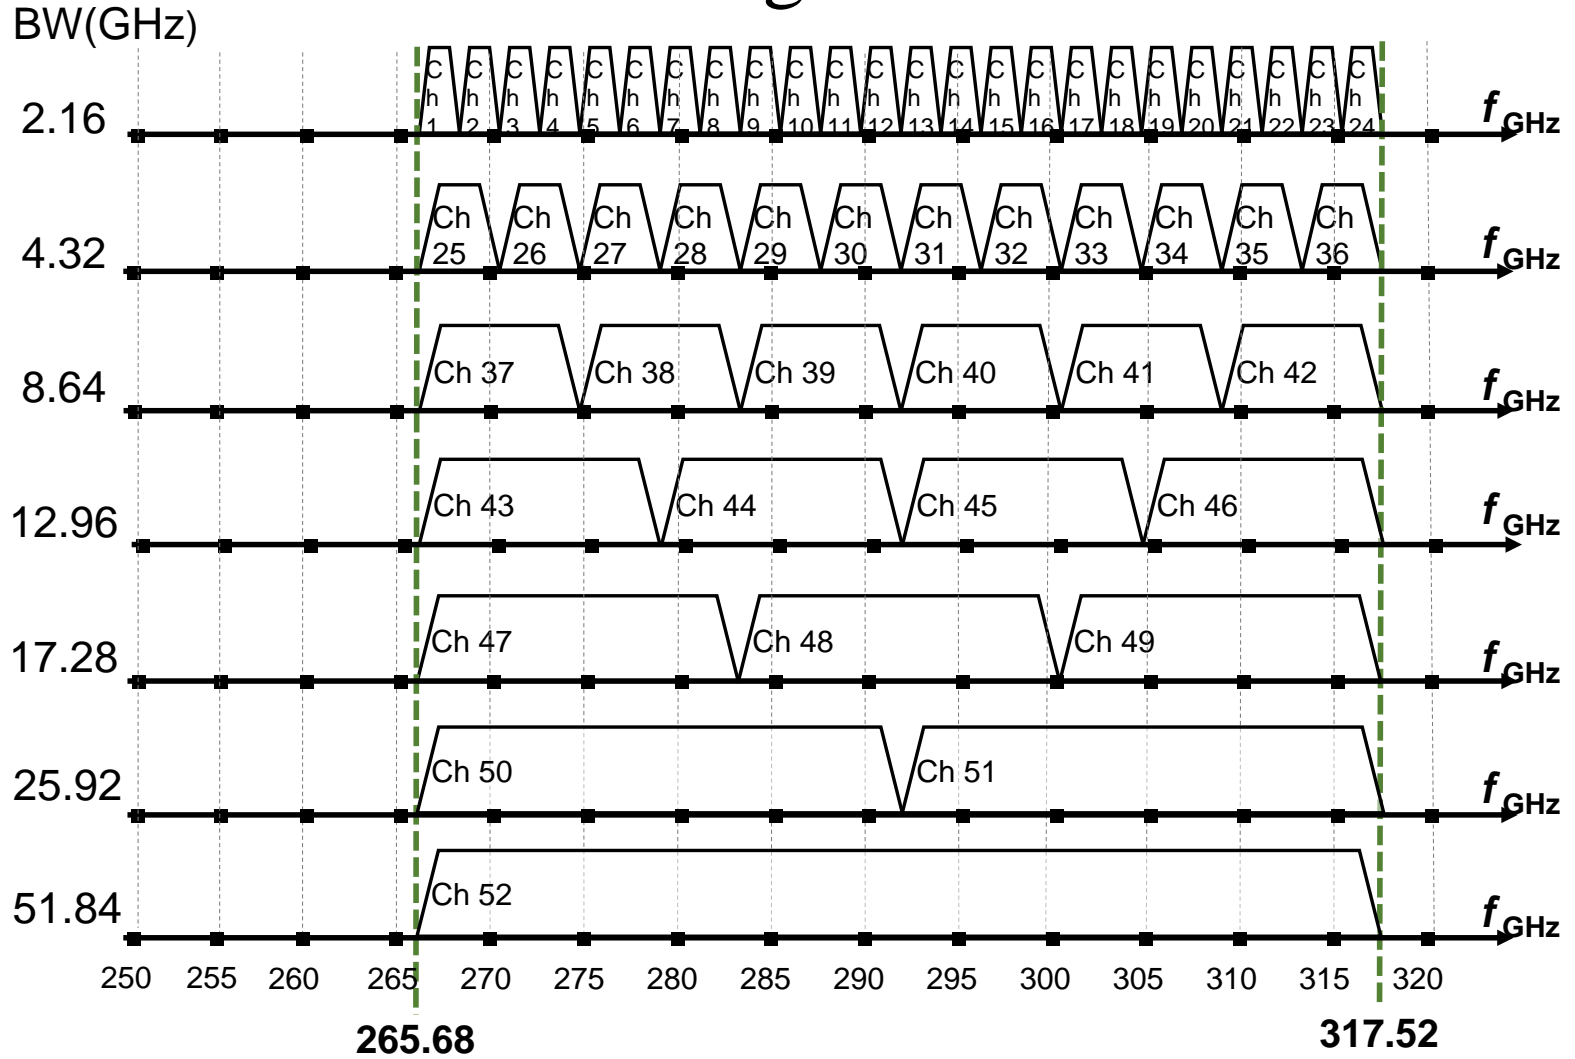 g
BW(GHz)
2.16 Ch 1 Ch 2 Ch 3 Ch 4 Ch 5 Ch 6 Ch 7 Ch 8 Ch 9 Ch 10 Ch 11 Ch 12 Ch 13 Ch 14 Ch 15 Ch 16 Ch 17 Ch 18 Ch 19 Ch 20 Ch 21 Ch 22 Ch 23 Ch 24 f GHz
4.32 Ch 25 Ch 26 Ch 27 Ch 28 Ch 29 Ch 30 Ch 31 Ch 32 Ch 33 Ch 34 Ch 35 Ch 36 f GHz
8.64 Ch 37 Ch 38 Ch 39 Ch 40 Ch 41 Ch 42 f GHz
12.96 Ch 43 Ch 44 Ch 45 Ch 46 f GHz
17.28 Ch 47 Ch 48 Ch 49 f GHz
25.92 Ch 50 Ch 51 f GHz
51.84 Ch 52 f GHz
250 255 260 265 270 275 280 285 290 295 300 305 310 315 320
265.68 317.52